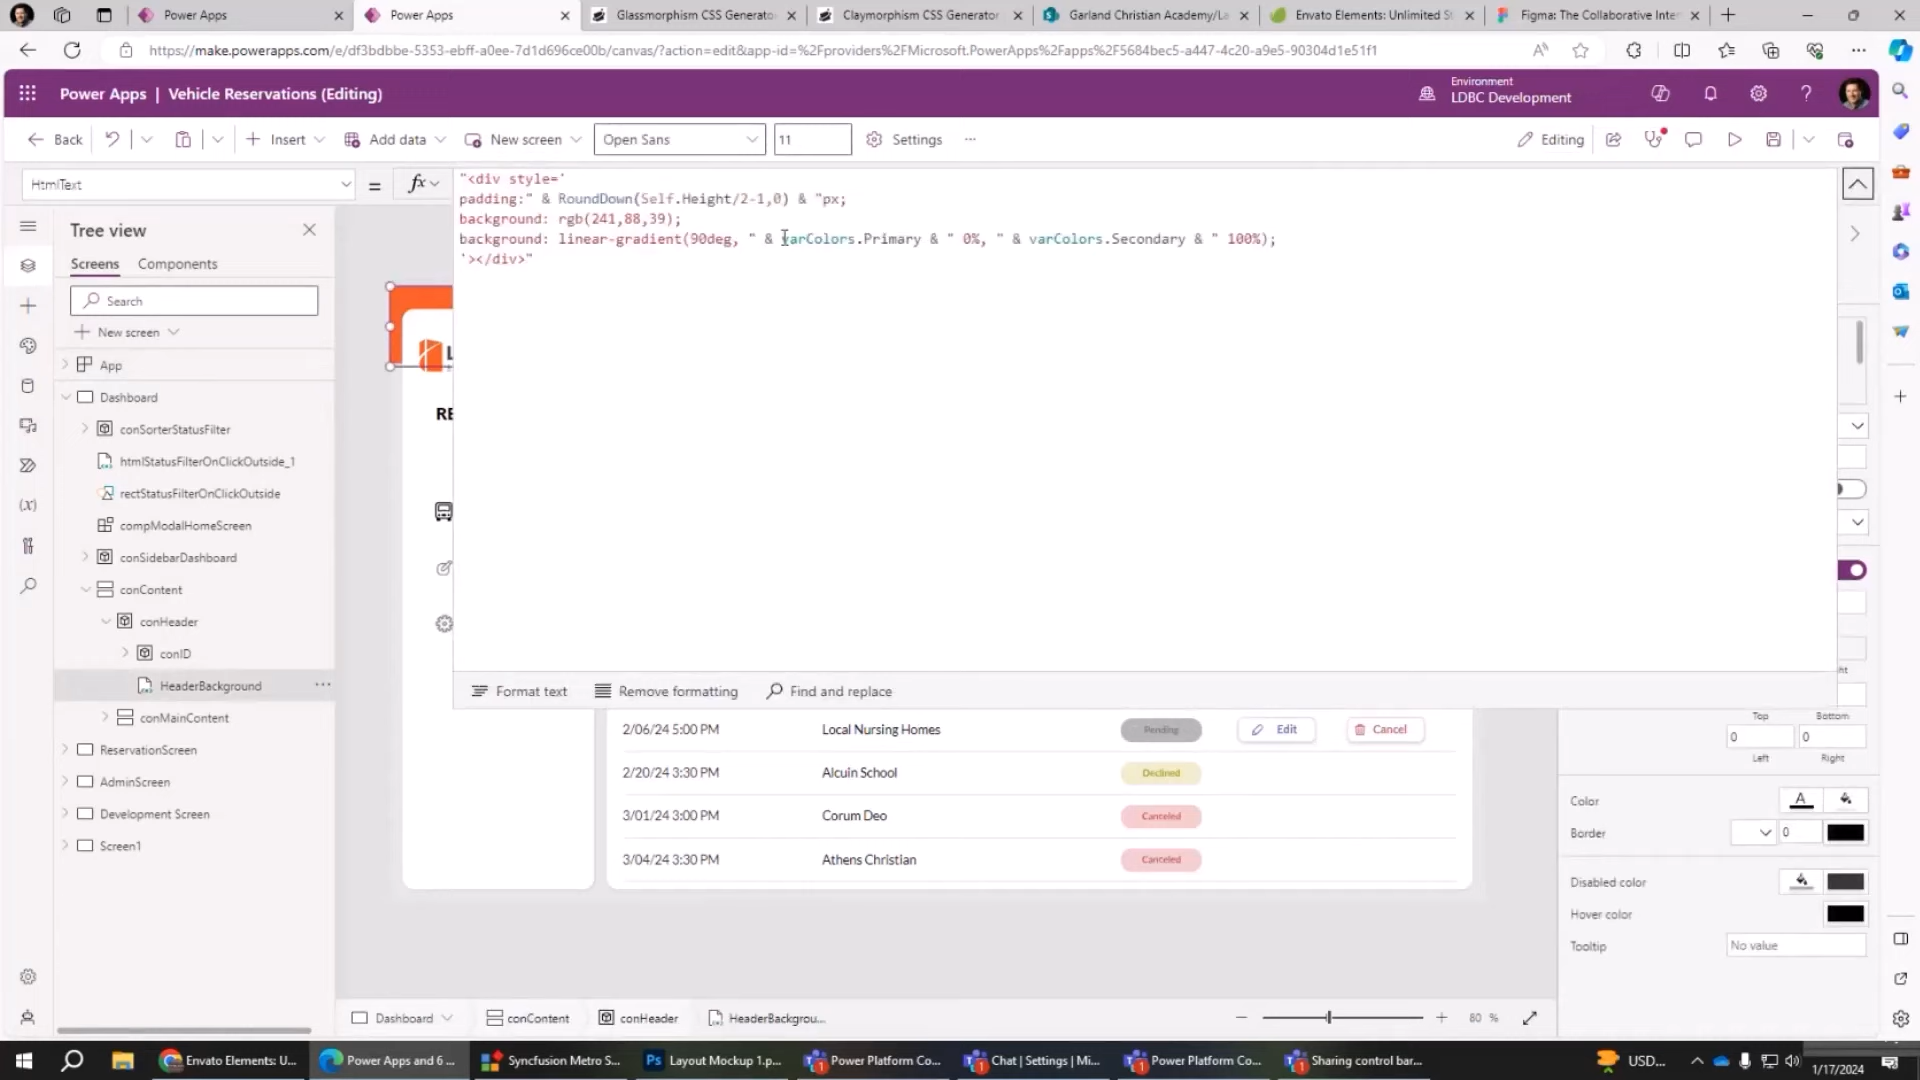 Power Apps
Power Apps
Glassmorphism CSS Generato
Claymorphism CSS Generator
Garland Christian Academy/La
Envato Elements: Unlimited St
Figma: The Collaborative Inter
https://make.powerapps.com/e/df3bdbbe-5353-ebff-a0ee-7d1d696ce00b/canvas/?action=edit&app-id=%2Fproviders%2FMicrosoft.PowerApps%2Fapps%2F5684bec5-a447-4c20-a9e5-90304d1e51f1
Power Apps | Vehicle Reservations (Editing)
Environment
LDBC Development
Back
Insert
Add data
New screen
Open Sans
11
Settings
Editing
HtmlText
=
fx
"<div style='
padding:" & RoundDown(Self.Height/2-1,0) & "px;
background: rgb(241,88,39);
background: linear-gradient(90deg, " & varColors.Primary & " 0%, " & varColors.Secondary & " 100%);
'></div>"
Tree view
Screens
Components
Search
New screen
App
Dashboard
conSorterStatusFilter
htmlStatusFilterOnClickOutside_1
rectStatusFilterOnClickOutside
compModalHomeScreen
conSidebarDashboard
conContent
conHeader
conID
HeaderBackground
conMainContent
ReservationScreen
AdminScreen
Development Screen
Screen1
L
RE
Format text
Remove formatting
Find and replace
2/06/24 5:00 PM
Local Nursing Homes
Pending
Edit
Cancel
2/20/24 3:30 PM
Alcuin School
Declined
3/01/24 3:00 PM
Corum Deo
Canceled
3/04/24 3:30 PM
Athens Christian
Canceled
ht
Top
Bottom
0
0
Left
Right
Color
Border
0
Disabled color
Hover color
Tooltip
No value
Dashboard
conContent
conHeader
HeaderBackgrou...
80 %
Envato Elements: U...
Power Apps and 6 ...
Syncfusion Metro S...
Layout Mockup 1.p...
Power Platform Co...
Chat | Settings | Mi...
Power Platform Co...
Sharing control bar...
USD...
1/17/2024